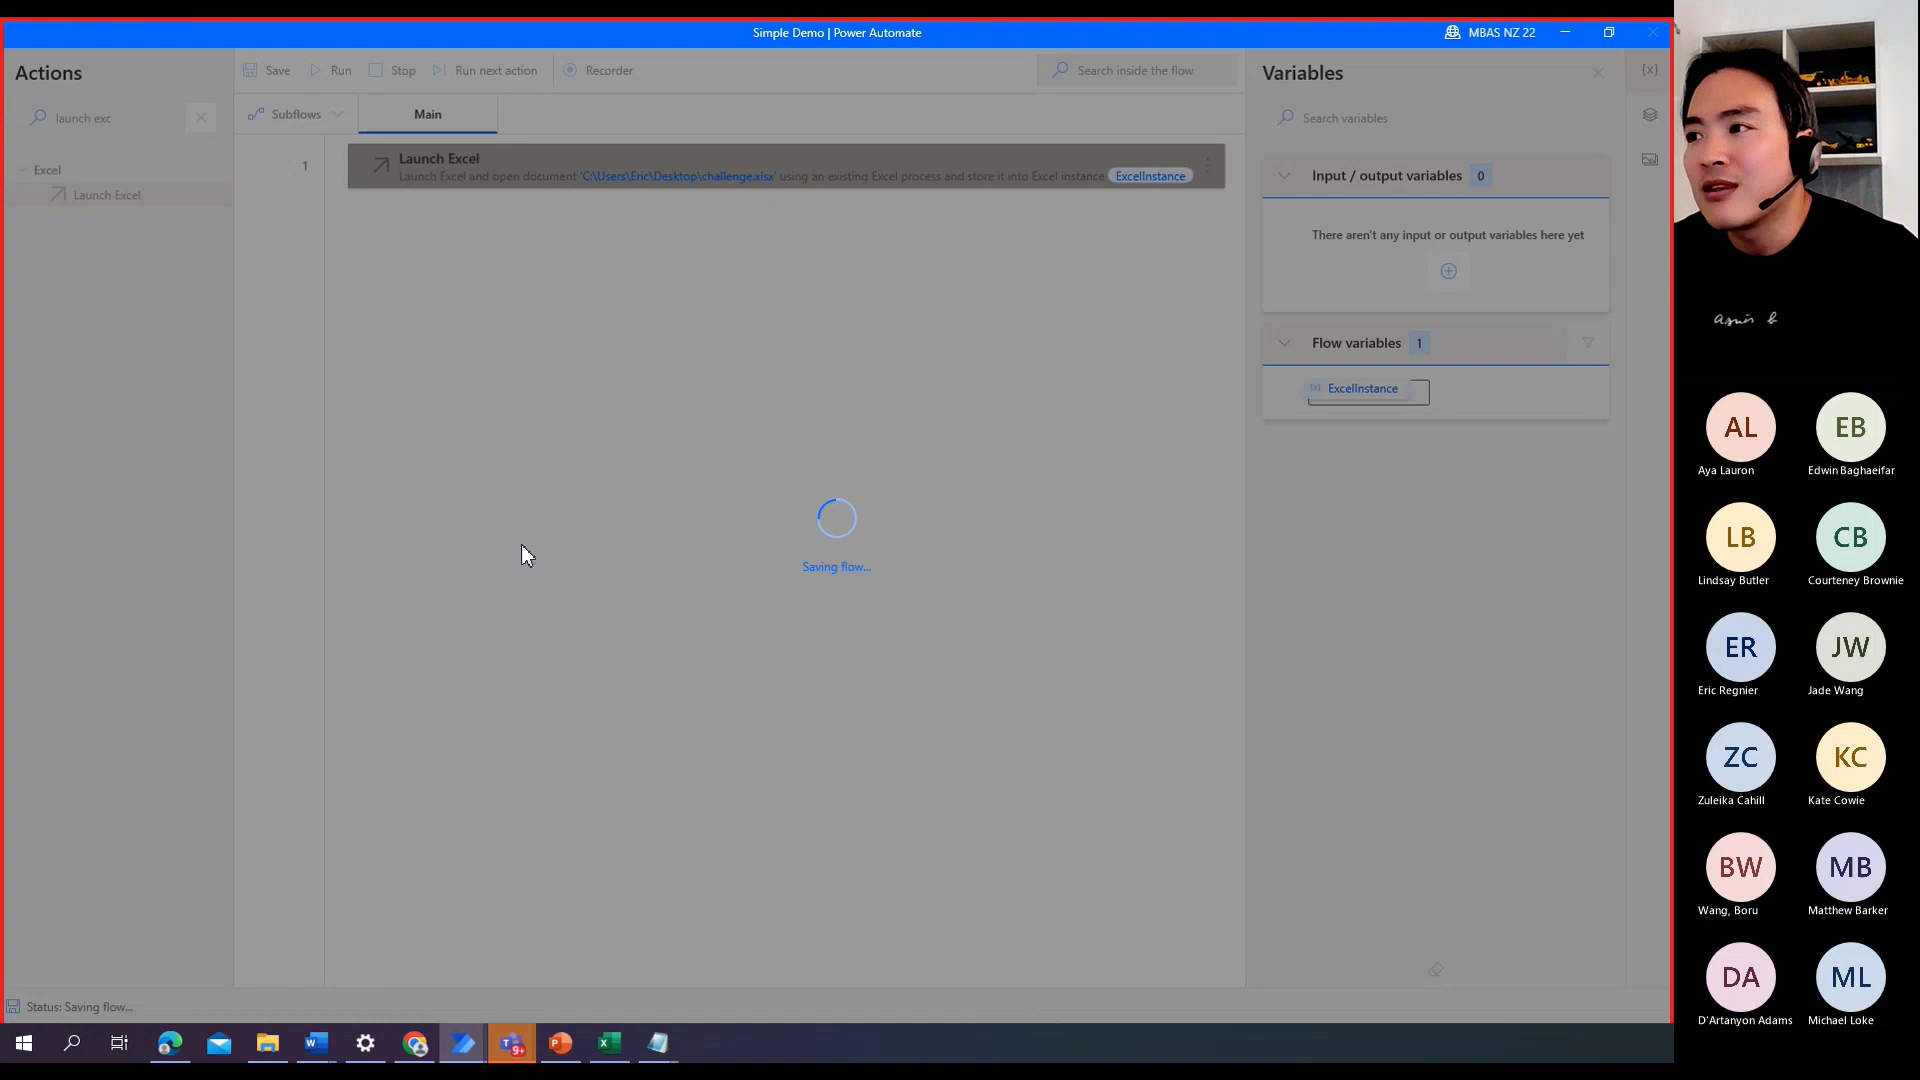 Simple Demo | Power Automate
MBAS NZ 22
Actions
launch exc
Excel
Launch Excel
Save
Run
Stop
Run next action
Recorder
Search inside the flow
Subflows
Main
1
Launch Excel
Launch Excel and open document 'C:\Users\Eric\Desktop\challenge.xlsx' using an existing Excel process and store it into Excel instance ExcelInstance
Saving flow...
Variables
{x}
Search variables
Input / output variables 0
There aren't any input or output variables here yet
Flow variables 1
{x} ExcelInstance
Status: Saving flow...
9+
agnès b
AL
Aya Lauron
EB
Edwin Baghaeifar
LB
Lindsay Butler
CB
Courteney Brownie
ER
Eric Regnier
JW
Jade Wang
ZC
Zuleika Cahill
KC
Kate Cowie
BW
Wang, Boru
MB
Matthew Barker
DA
D'Artanyon Adams
ML
Michael Loke